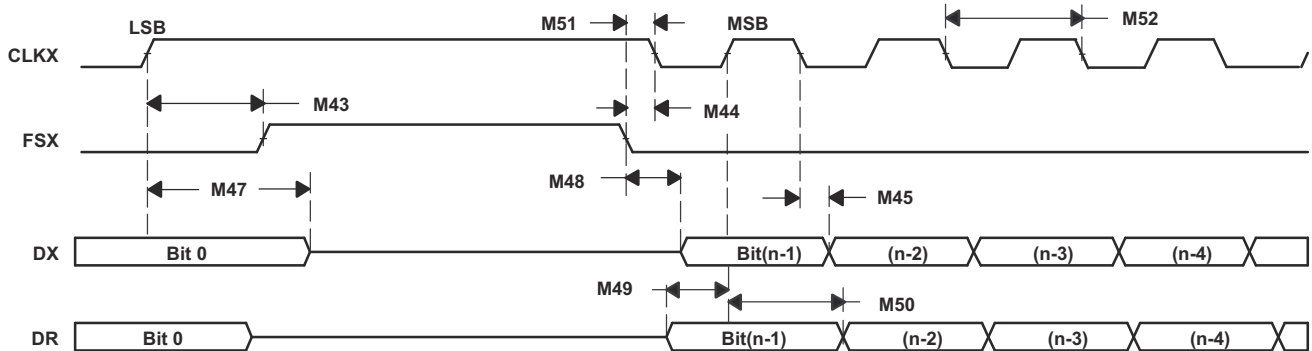 LSB M51 MSB M52
CLKX
M43 M44
FSX
M47 M48 M45
DX Bit 0 Bit(n-1) (n-2) (n-3) (n-4)
M49 M50
DR Bit 0 Bit(n-1) (n-2) (n-3) (n-4)